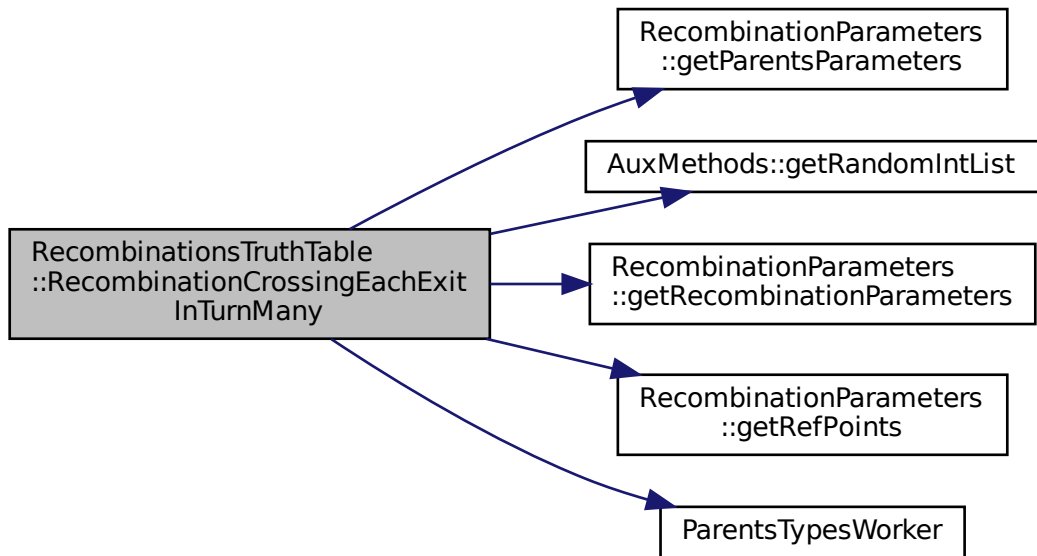 RecombinationParameters
::getParentsParameters
AuxMethods::getRandomIntList
RecombinationsTruthTable
::RecombinationCrossingEachExit
InTurnMany
RecombinationParameters
::getRecombinationParameters
RecombinationParameters
::getRefPoints
ParentsTypesWorker